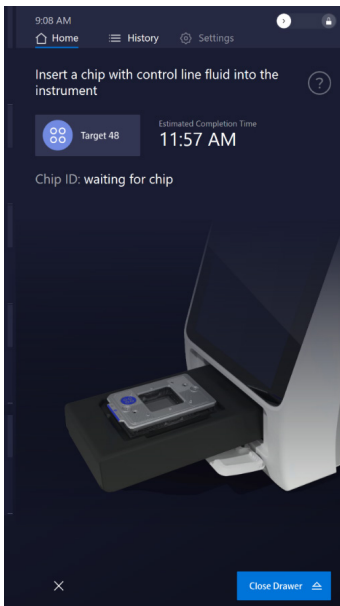 9:08 AM
Home History Settings
Insert a chip with control line fluid into the
instrument
?
Target 48
Estimated Completion Time
11:57 AM
Chip ID: waiting for chip
Close Drawer